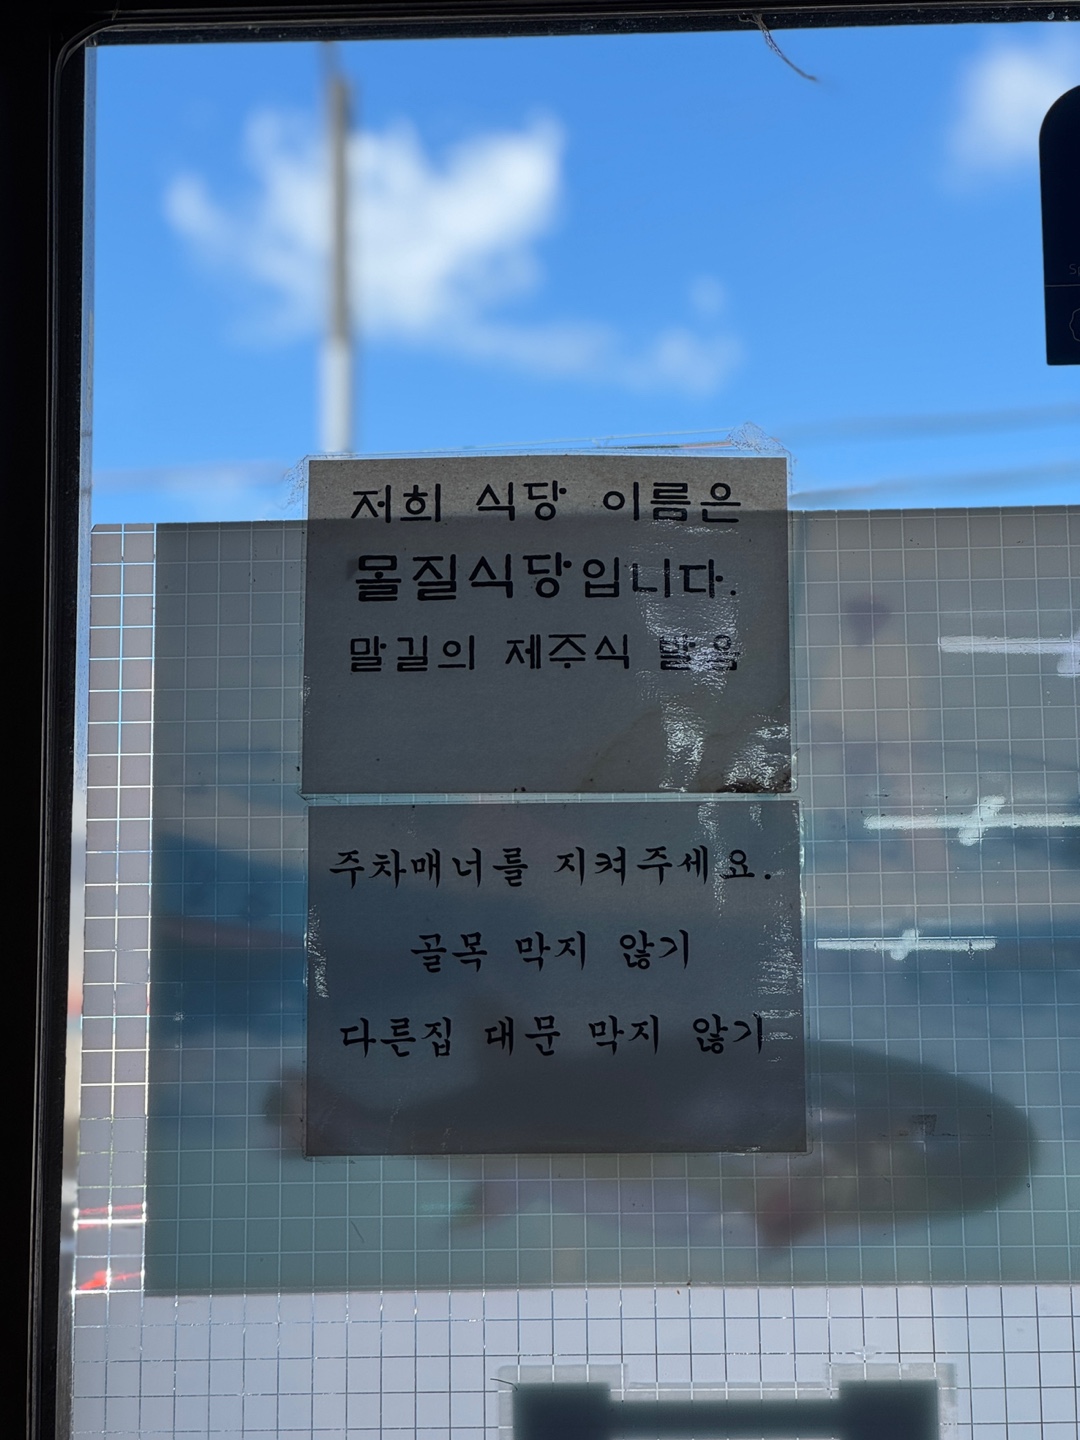 저희 식당 이름은
몰질식당입니다.
말길의 제주식 발음
주차매너를 지켜주세요.
골목 막지 않기
다른집 대문 막지 않기